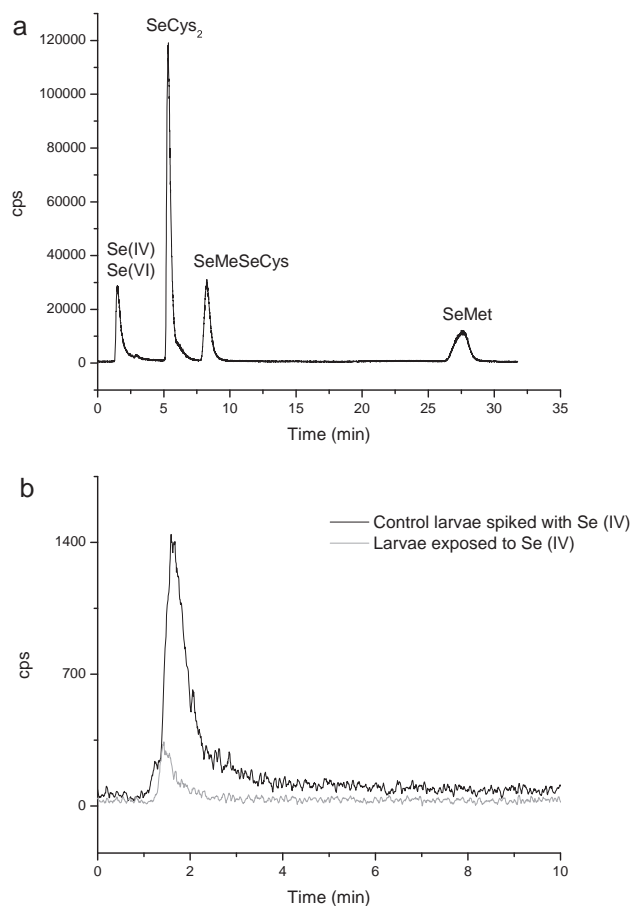 a
SeCys₂
120000
100000
80000
cps
60000
40000
Se(IV)
Se(VI)
SeMeSeCys
20000
SeMet
0
0 5 10 15 20 25 30 35
Time (min)
b
Control larvae spiked with Se (IV)
Larvae exposed to Se (IV)
1400
cps
700
0
0 2 4 6 8 10
Time (min)